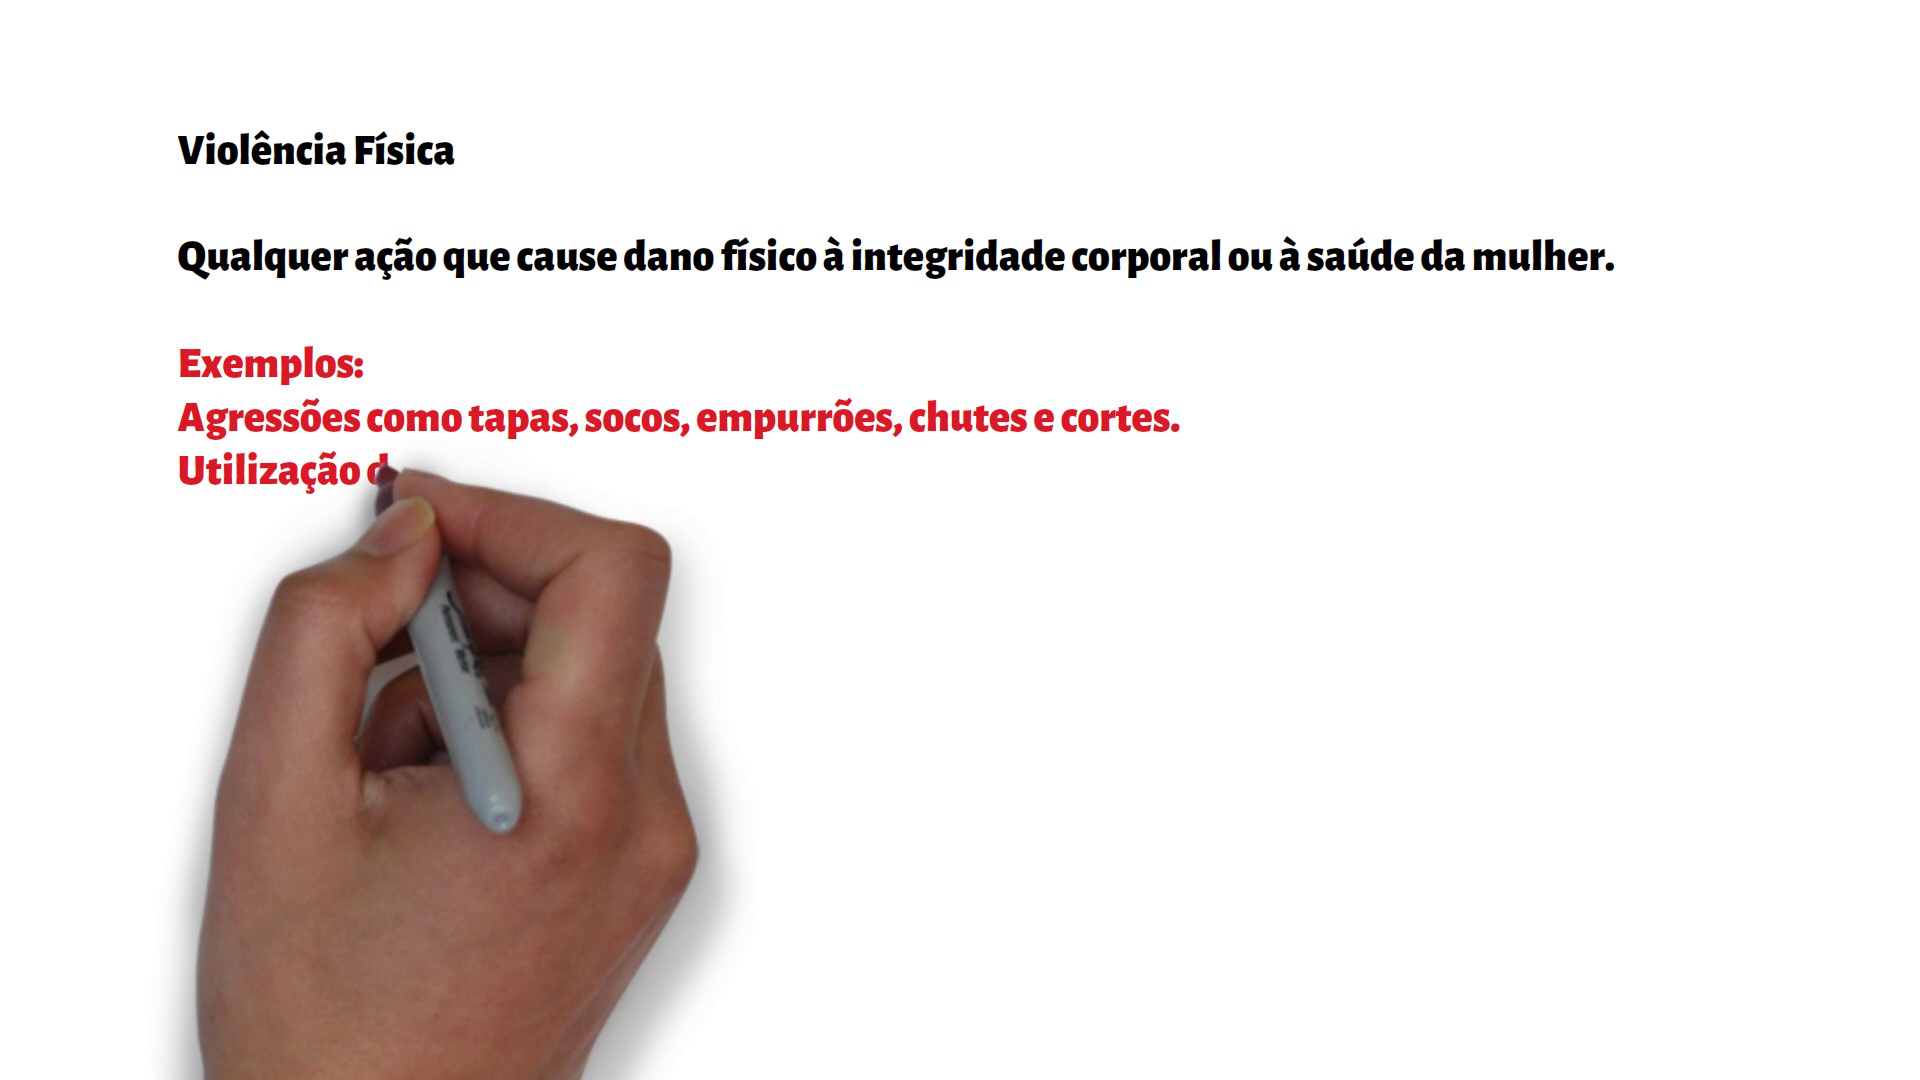 Violência Física
Qualquer ação que cause dano físico à integridade corporal ou à saúde da mulher.
Exemplos:
Agressões como tapas, socos, empurrões, chutes e cortes.
Utilização